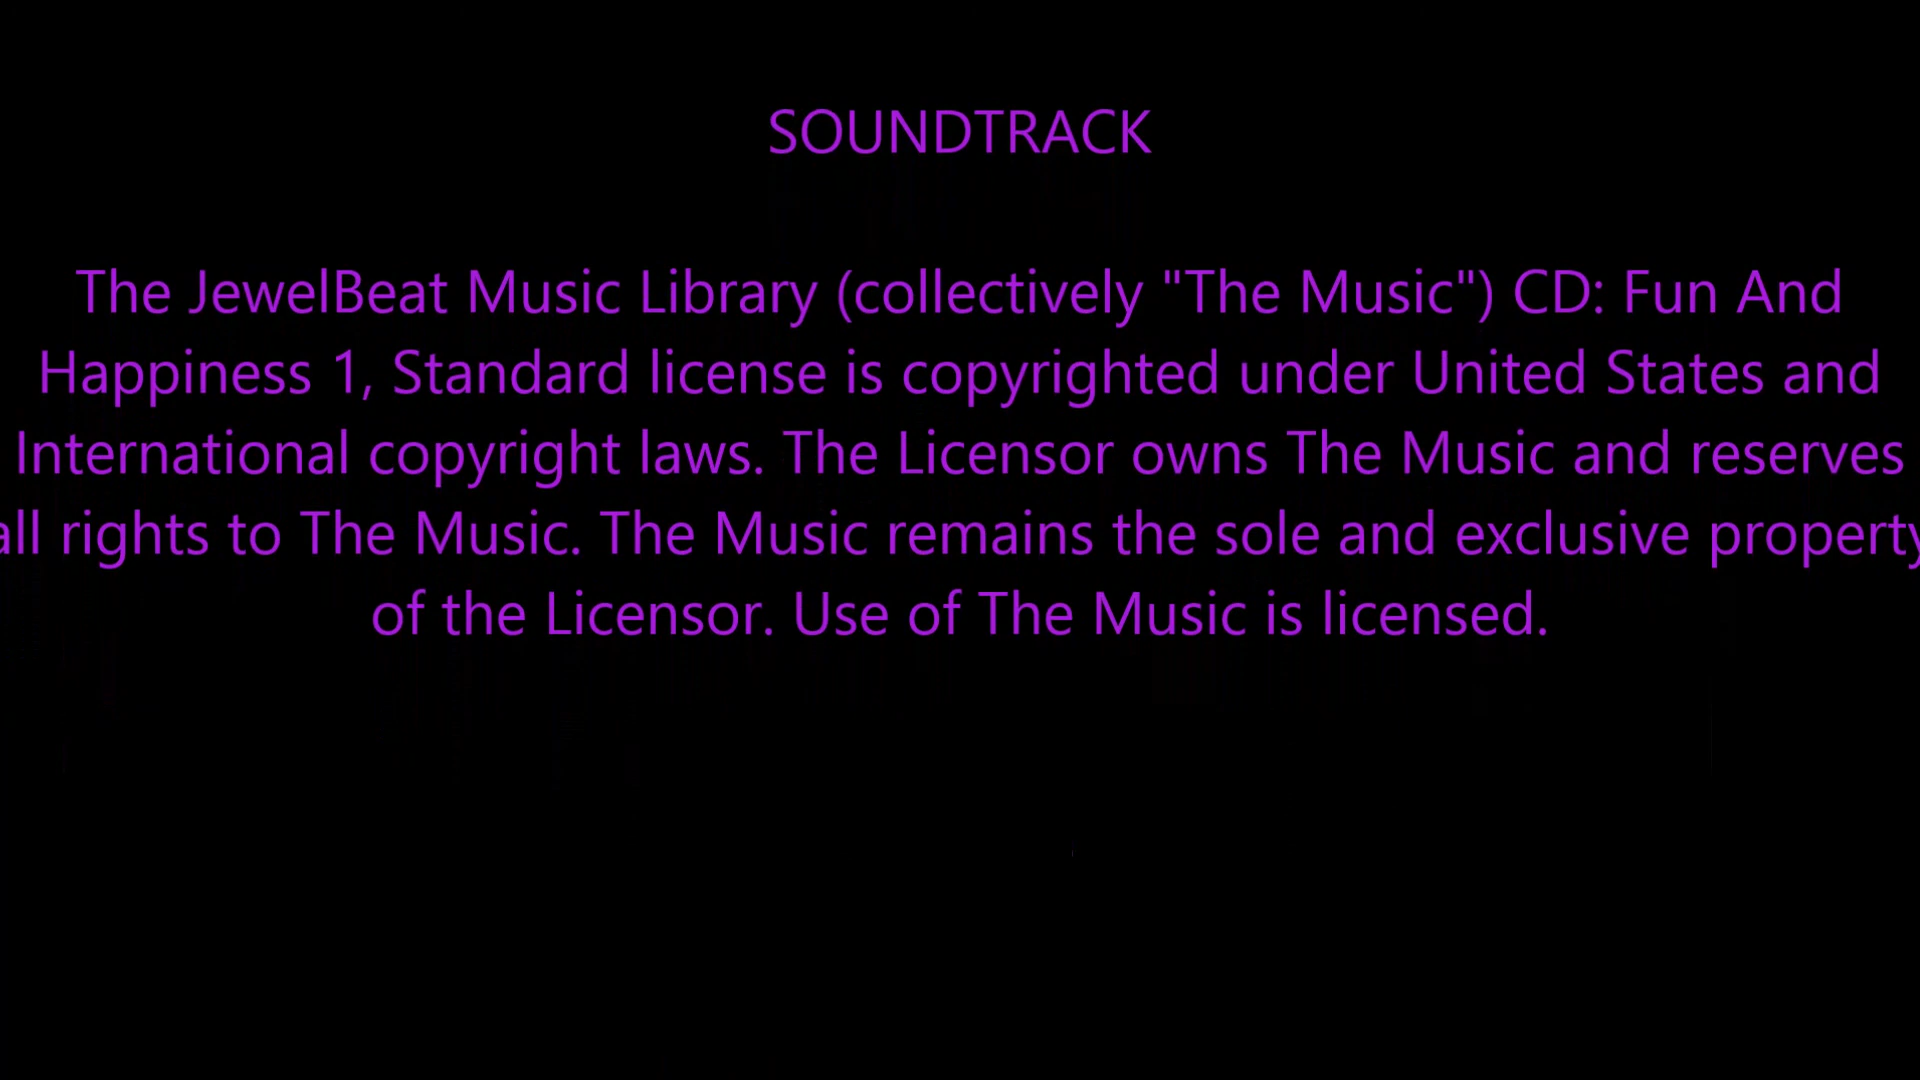 SOUNDTRACK
The JewelBeat Music Library (collectively "The Music") CD: Fun And
Happiness 1, Standard license is copyrighted under United States and
International copyright laws. The Licensor owns The Music and reserves
all rights to The Music. The Music remains the sole and exclusive property
of the Licensor. Use of The Music is licensed.